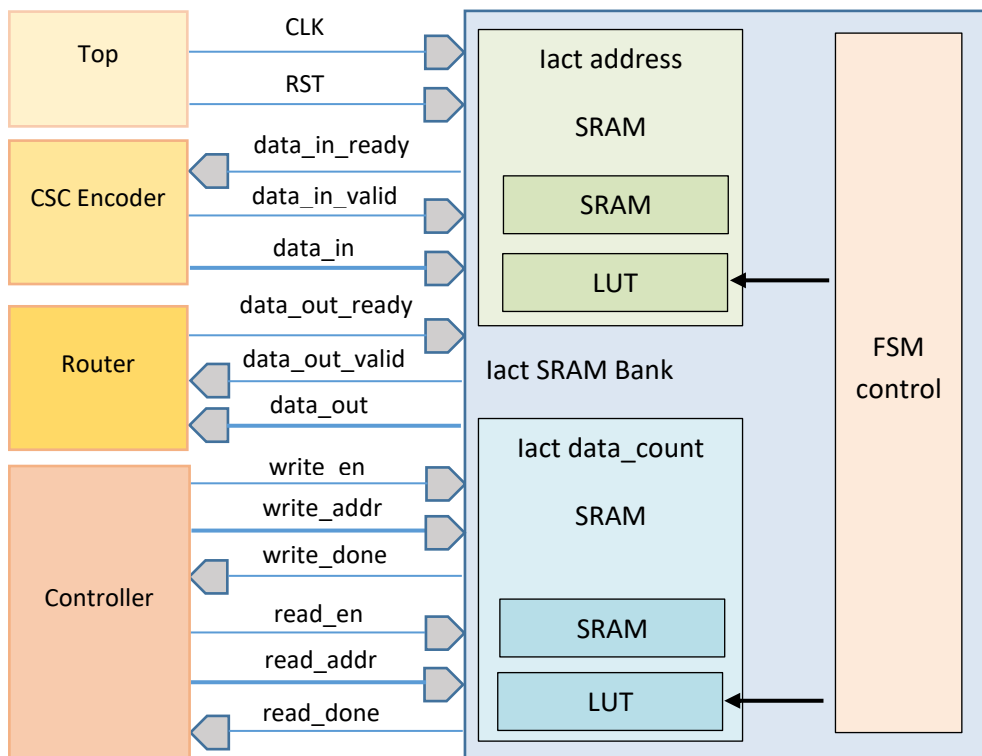 Top
CLK
RST
CSC Encoder
data_in_ready
data_in_valid
data_in
Router
data_out_ready
data_out_valid
data_out
Controller
write_en
write_addr
write_done
read_en
read_addr
read_done
Iact address
SRAM
SRAM
LUT
Iact SRAM Bank
Iact data_count
SRAM
SRAM
LUT
FSM
control